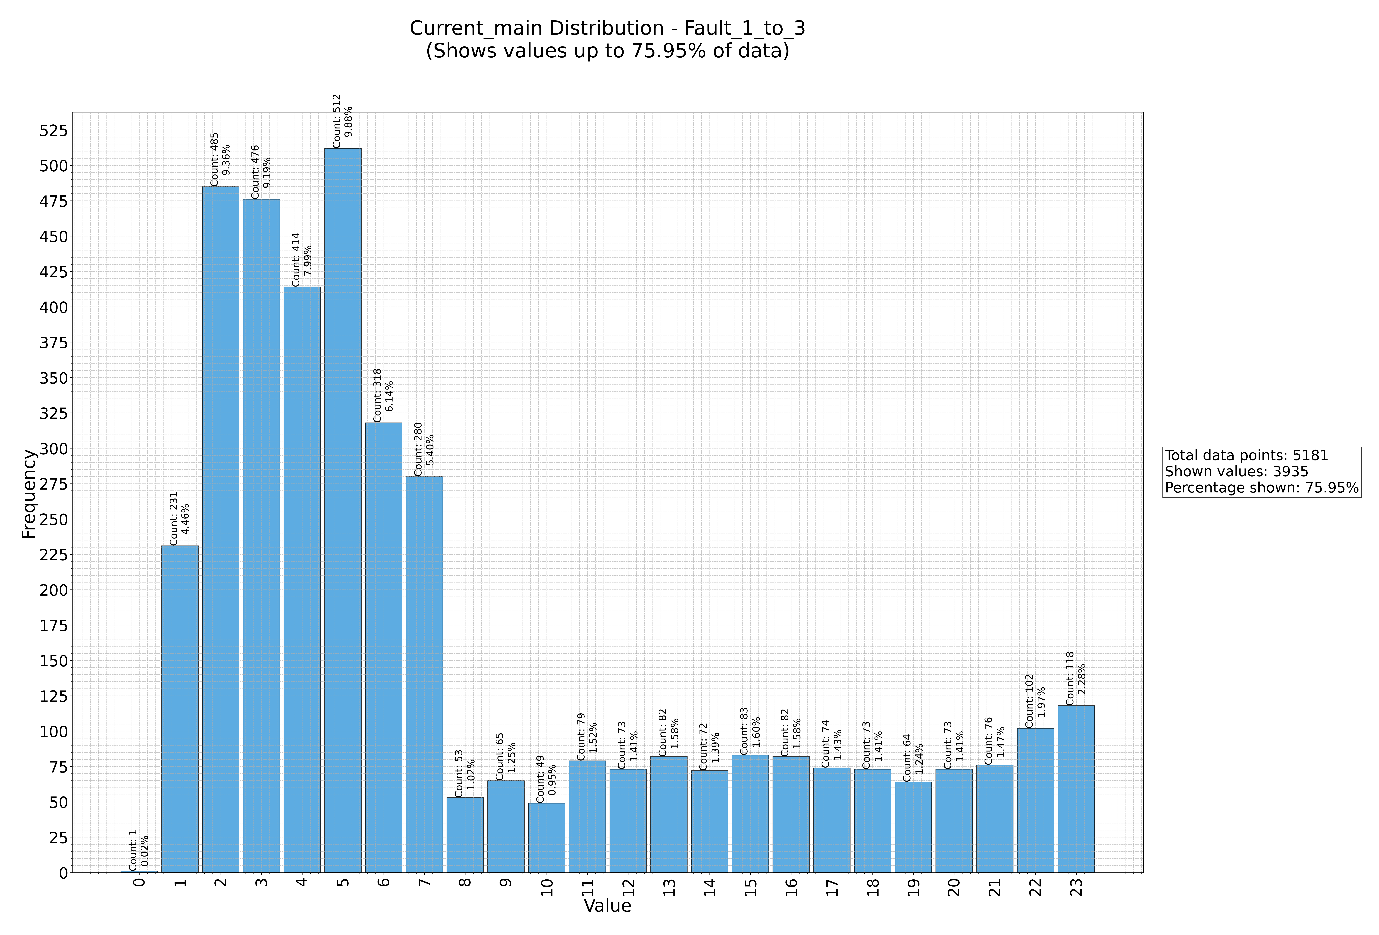 Current_main Distribution - Fault_1_to_3
(Shows values up to 75.95% of data)
Frequency
525
500
475
450
425
400
375
350
325
300
275
250
225
200
175
150
125
100
75
50
25
0
Count: 1
0.02%
Count: 231
4.46%
Count: 485
9.36%
Count: 476
9.19%
Count: 414
7.99%
Count: 512
9.88%
Count: 318
6.14%
Count: 280
5.40%
Count: 53
1.02%
Count: 65
1.25%
Count: 49
0.95%
Count: 79
1.52%
Count: 73
1.41%
Count: 82
1.58%
Count: 72
1.39%
Count: 83
1.60%
Count: 82
1.58%
Count: 74
1.43%
Count: 73
1.41%
Count: 64
1.24%
Count: 73
1.41%
Count: 76
1.47%
Count: 102
1.97%
Count: 118
2.28%
0
1
2
3
4
5
6
7
8
9
10
11
12
13
14
15
16
17
18
19
20
21
22
23
Value
Total data points: 5181
Shown values: 3935
Percentage shown: 75.95%